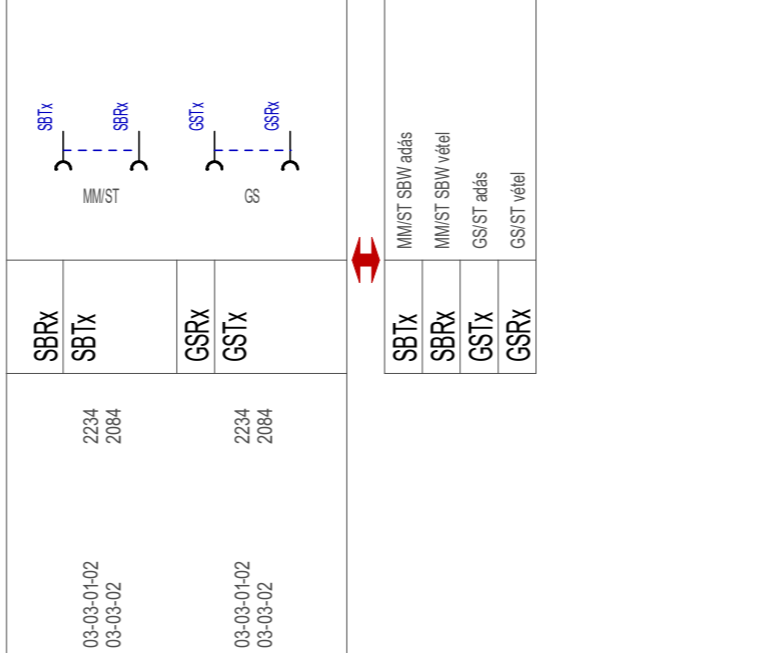 SBTx
SBRx
GSTx
GSRx
MM/ST
GS
MM/ST SBW adás
MM/ST SBW vétel
GS/ST adás
GS/ST vétel
SBRx
SBTx
GSRx
GSTx
SBTx
SBRx
GSTx
GSRx
2234
2084
2234
2084
03-03-01-02
03-03-02
03-03-01-02
03-03-02